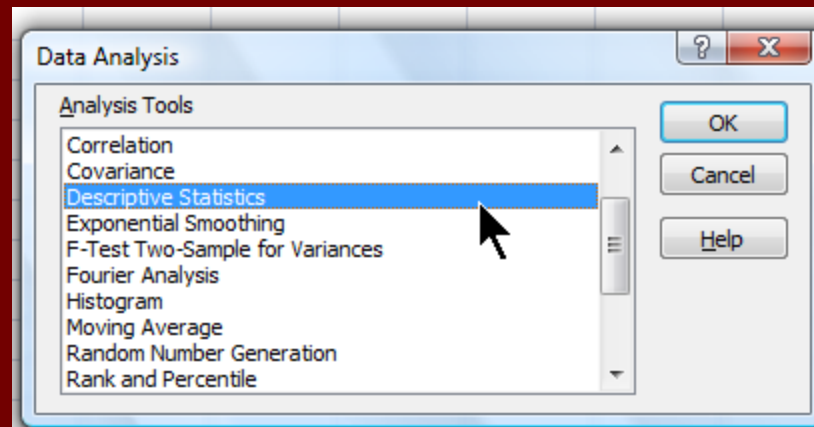 Data Analysis
?
X
Analysis Tools
Correlation
Covariance
Descriptive Statistics
Exponential Smoothing
F-Test Two-Sample for Variances
Fourier Analysis
Histogram
Moving Average
Random Number Generation
Rank and Percentile
OK
Cancel
Help